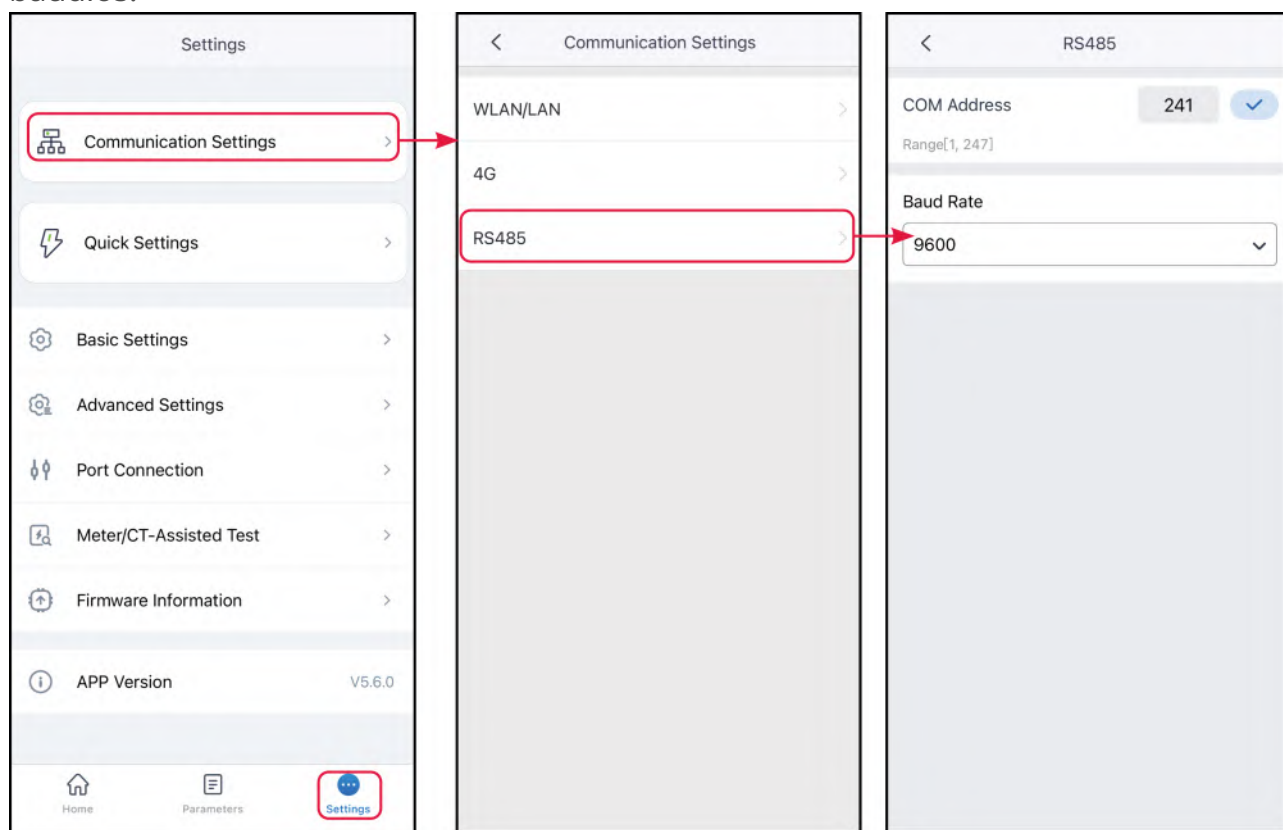 Settings
Communication Settings
Quick Settings
Basic Settings
Advanced Settings
Port Connection
Meter/CT-Assisted Test
Firmware Information
APP Version V5.6.0
Home Parameters Settings
Communication Settings
WLAN/LAN
4G
RS485
RS485
COM Address 241
Range[1, 247]
Baud Rate
9600